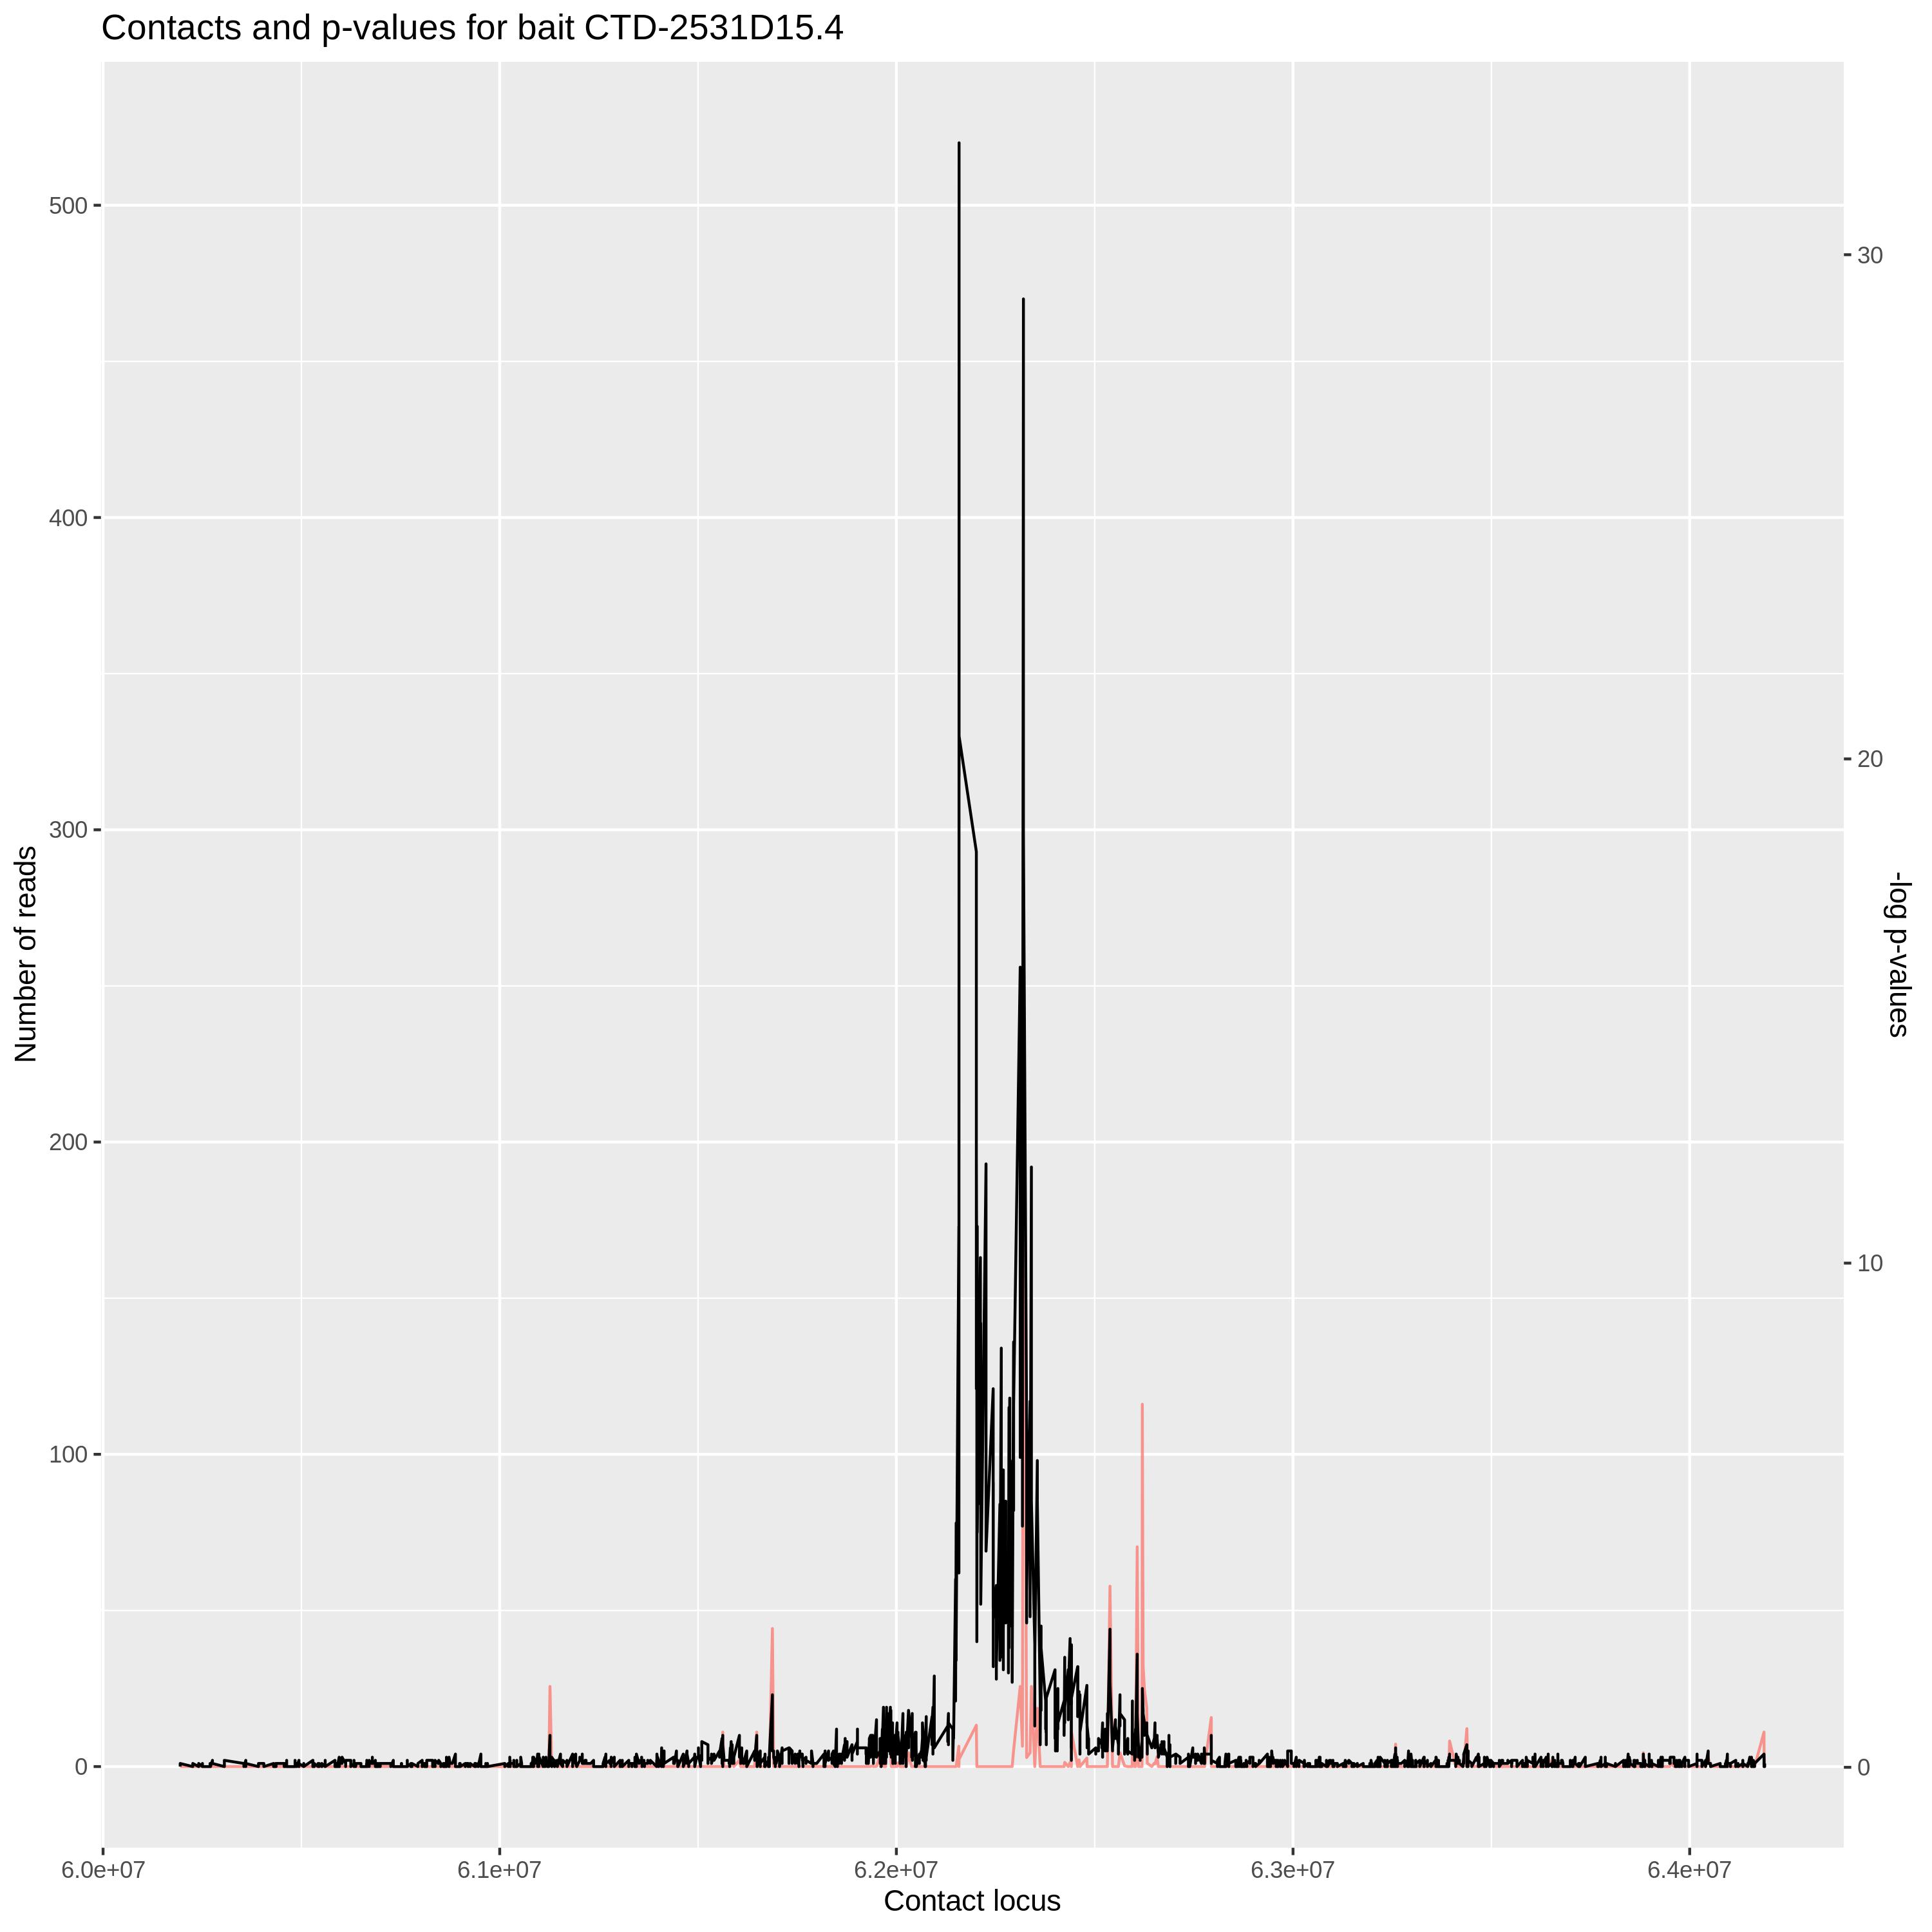 Contacts and p-values for bait CTD-2531D15.4
500
400
300
200
100
0
Number of reads
30
20
10
0
-log p-values
6.0e+07
6.1e+07
6.2e+07
6.3e+07
6.4e+07
Contact locus